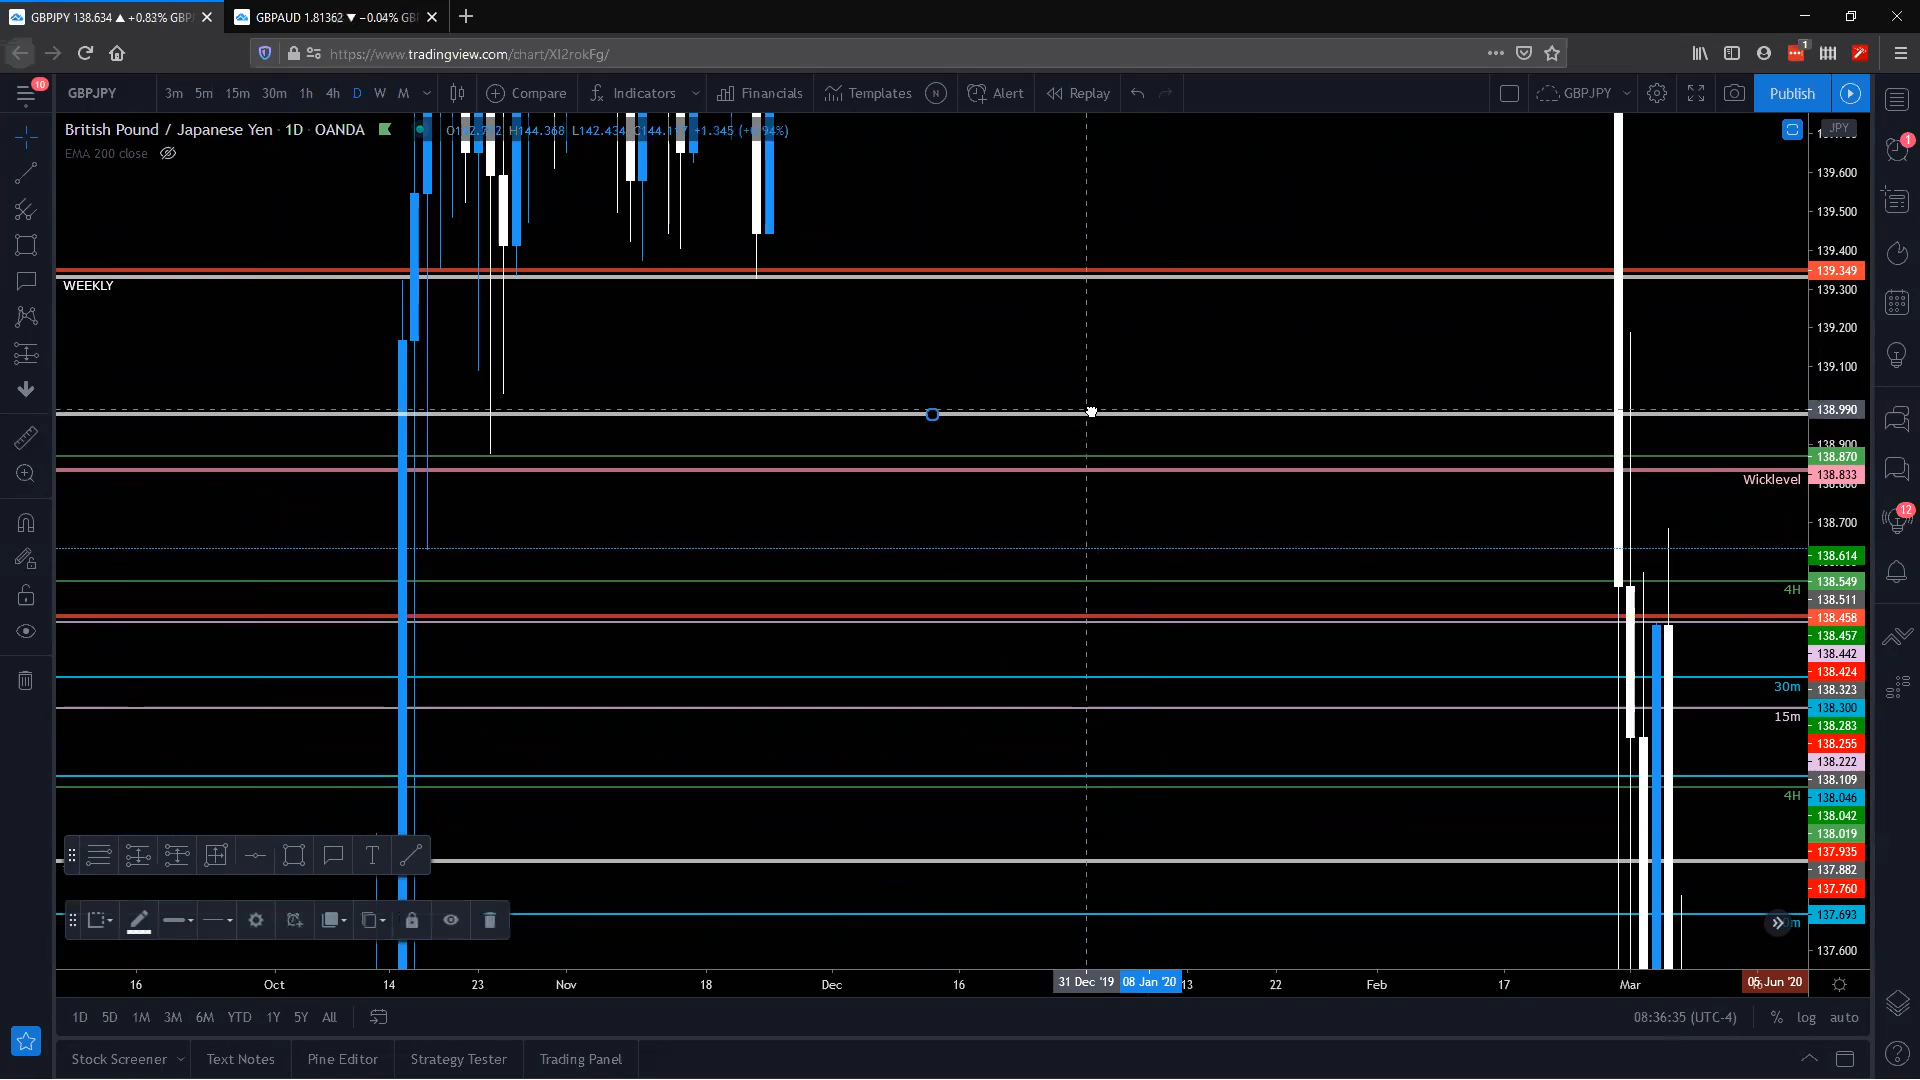 GBPJPY 138.634 ▲ +0.83% GBP
GBPAUD 1.81362 ▼ −0.04% GB
https://www.tradingview.com/chart/XI2rokFg/
1
10
GBPJPY 3m 5m 15m 30m 1h 4h D W M Compare Indicators Financials Templates N Alert Replay GBPJPY Publish
British Pound / Japanese Yen · 1D · OANDA H144.368 L142.434 +1.345
JPY
EMA 200 close
1
139.600
139.500
139.400
139.349
WEEKLY
139.300
139.200
139.100
138.990
138.900
138.870
138.833
Wicklevel
138.800
138.700
12
138.614
138.549
4H
138.511
138.458
138.457
138.442
138.424
30m
138.323
138.300
15m
138.283
138.255
138.222
138.109
4H
138.046
138.042
138.019
137.935
137.882
137.760
137.693
137.600
T
16 Oct 14 23 Nov 18 Dec 16 31 Dec '19 08 Jan '20 13 22 Feb 17 Mar 05 Jun '20
1D 5D 1M 3M 6M YTD 1Y 5Y All 08:36:35 (UTC-4) % log auto
Stock Screener Text Notes Pine Editor Strategy Tester Trading Panel